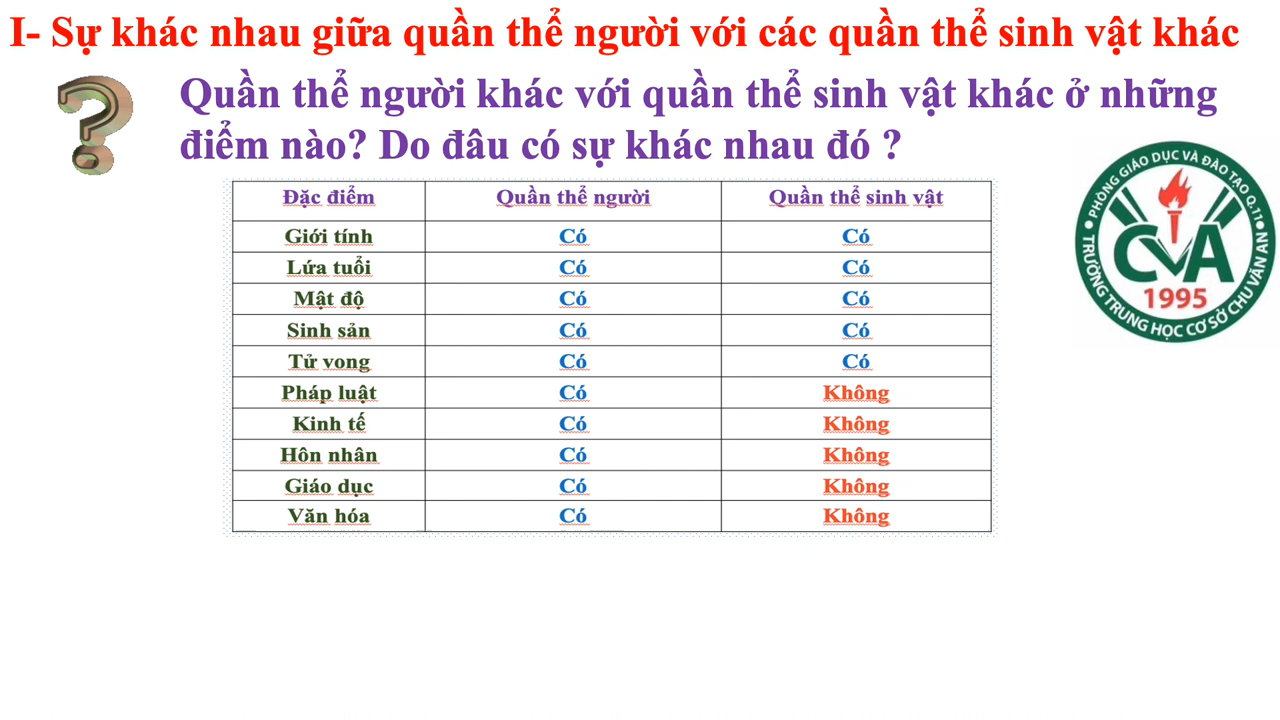 I- Sự khác nhau giữa quần thể người với các quần thể sinh vật khác
Quần thể người khác với quần thể sinh vật khác ở những
điểm nào? Do đâu có sự khác nhau đó ?
Đặc điểm Quần thể người Quần thể sinh vật
Giới tính Có Có
Lứa tuổi Có Có
Mật độ Có Có
Sinh sản Có Có
Tử vong Có Có
Pháp luật Có Không
Kinh tế Có Không
Hôn nhân Có Không
Giáo dục Có Không
Văn hóa Có Không
PHÒNG GIÁO DỤC VÀ ĐÀO TẠO Q.11
CVA
1995
TRƯỜNG TRUNG HỌC CƠ SỞ CHU VĂN AN